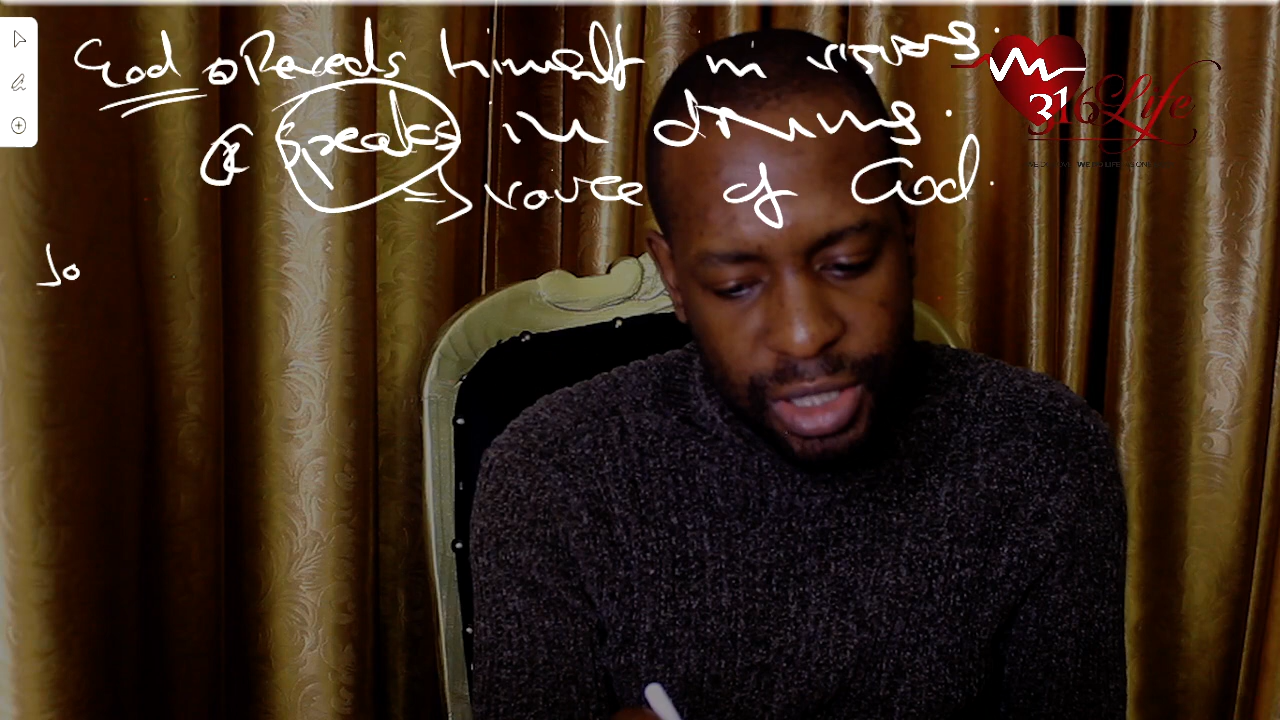 God Reveals himself in visions.
& speaks in dreams.
=> voice of God.
Jo
316Life